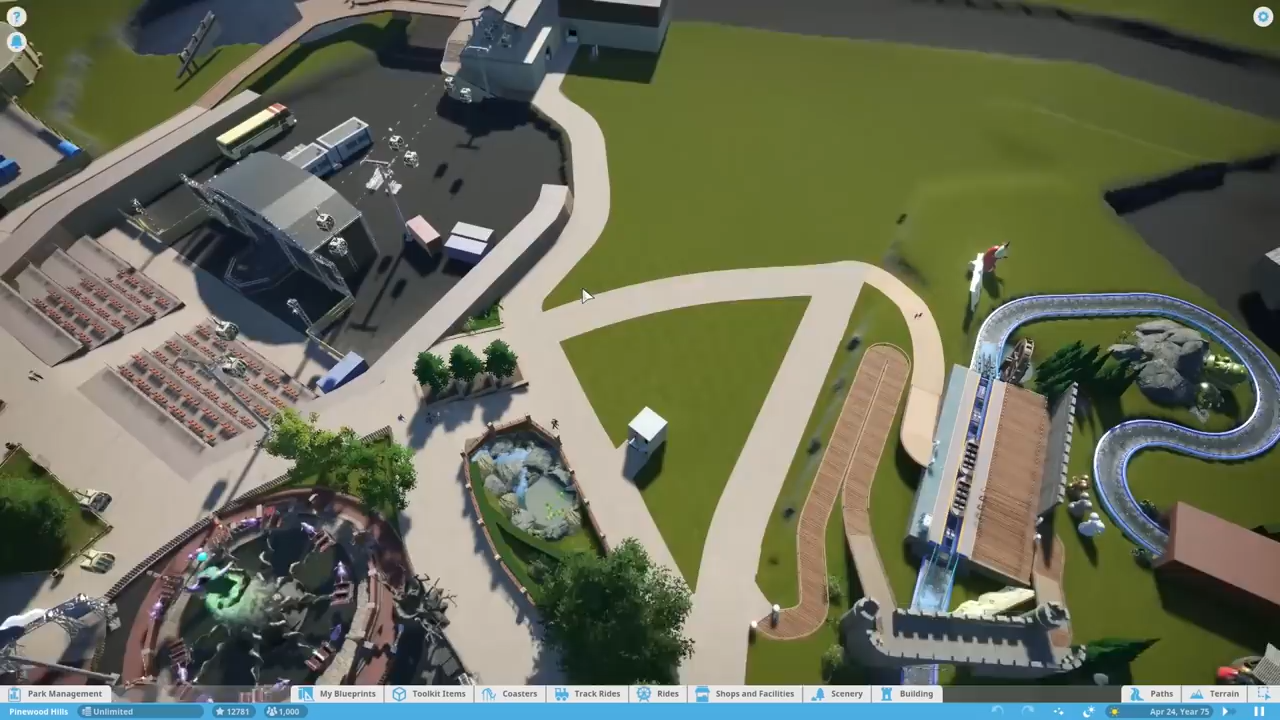 ?
Park Management
My Blueprints
Toolkit Items
Coasters
Track Rides
Rides
Shops and Facilities
Scenery
Building
Paths
Terrain
Pinewood Hills
Unlimited
12781
1,000
Apr 24, Year 75